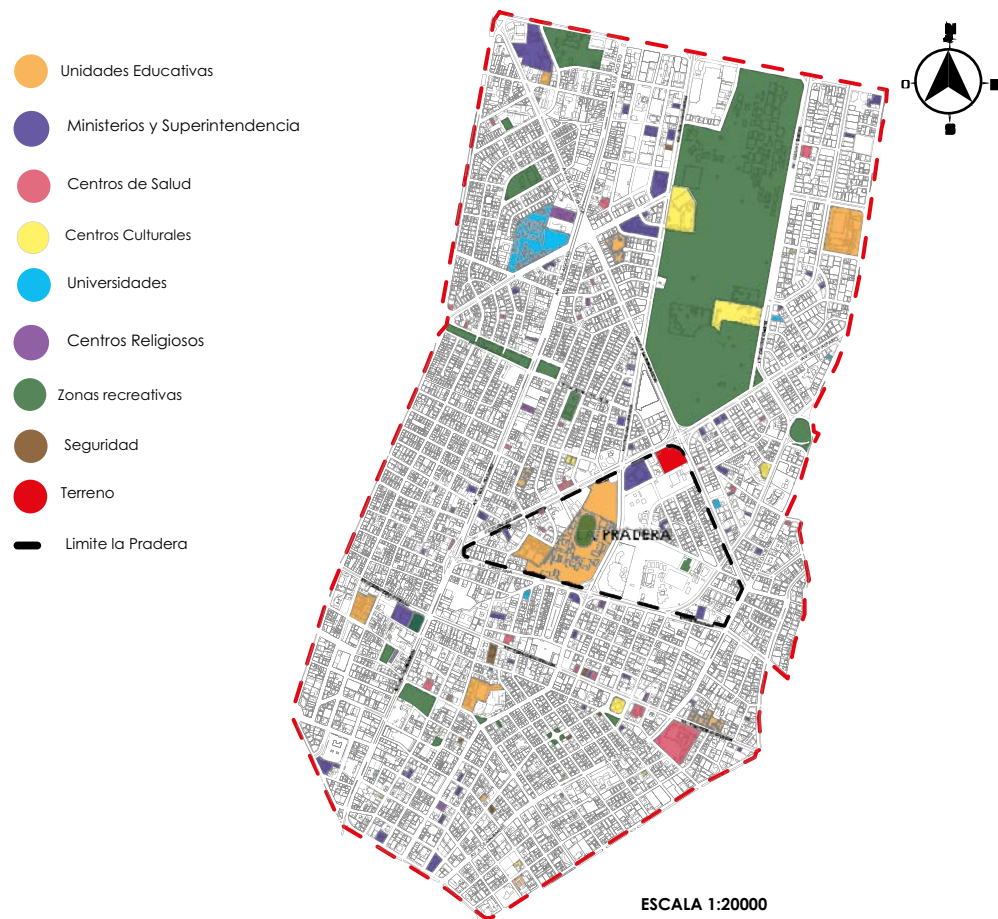 N
O
E
S
Unidades Educativas
Ministerios y Superintendencia
Centros de Salud
Centros Culturales
Universidades
Centros Religiosos
Zonas recreativas
Seguridad
Terreno
Limite la Pradera
LA PRADERA
ESCALA 1:20000